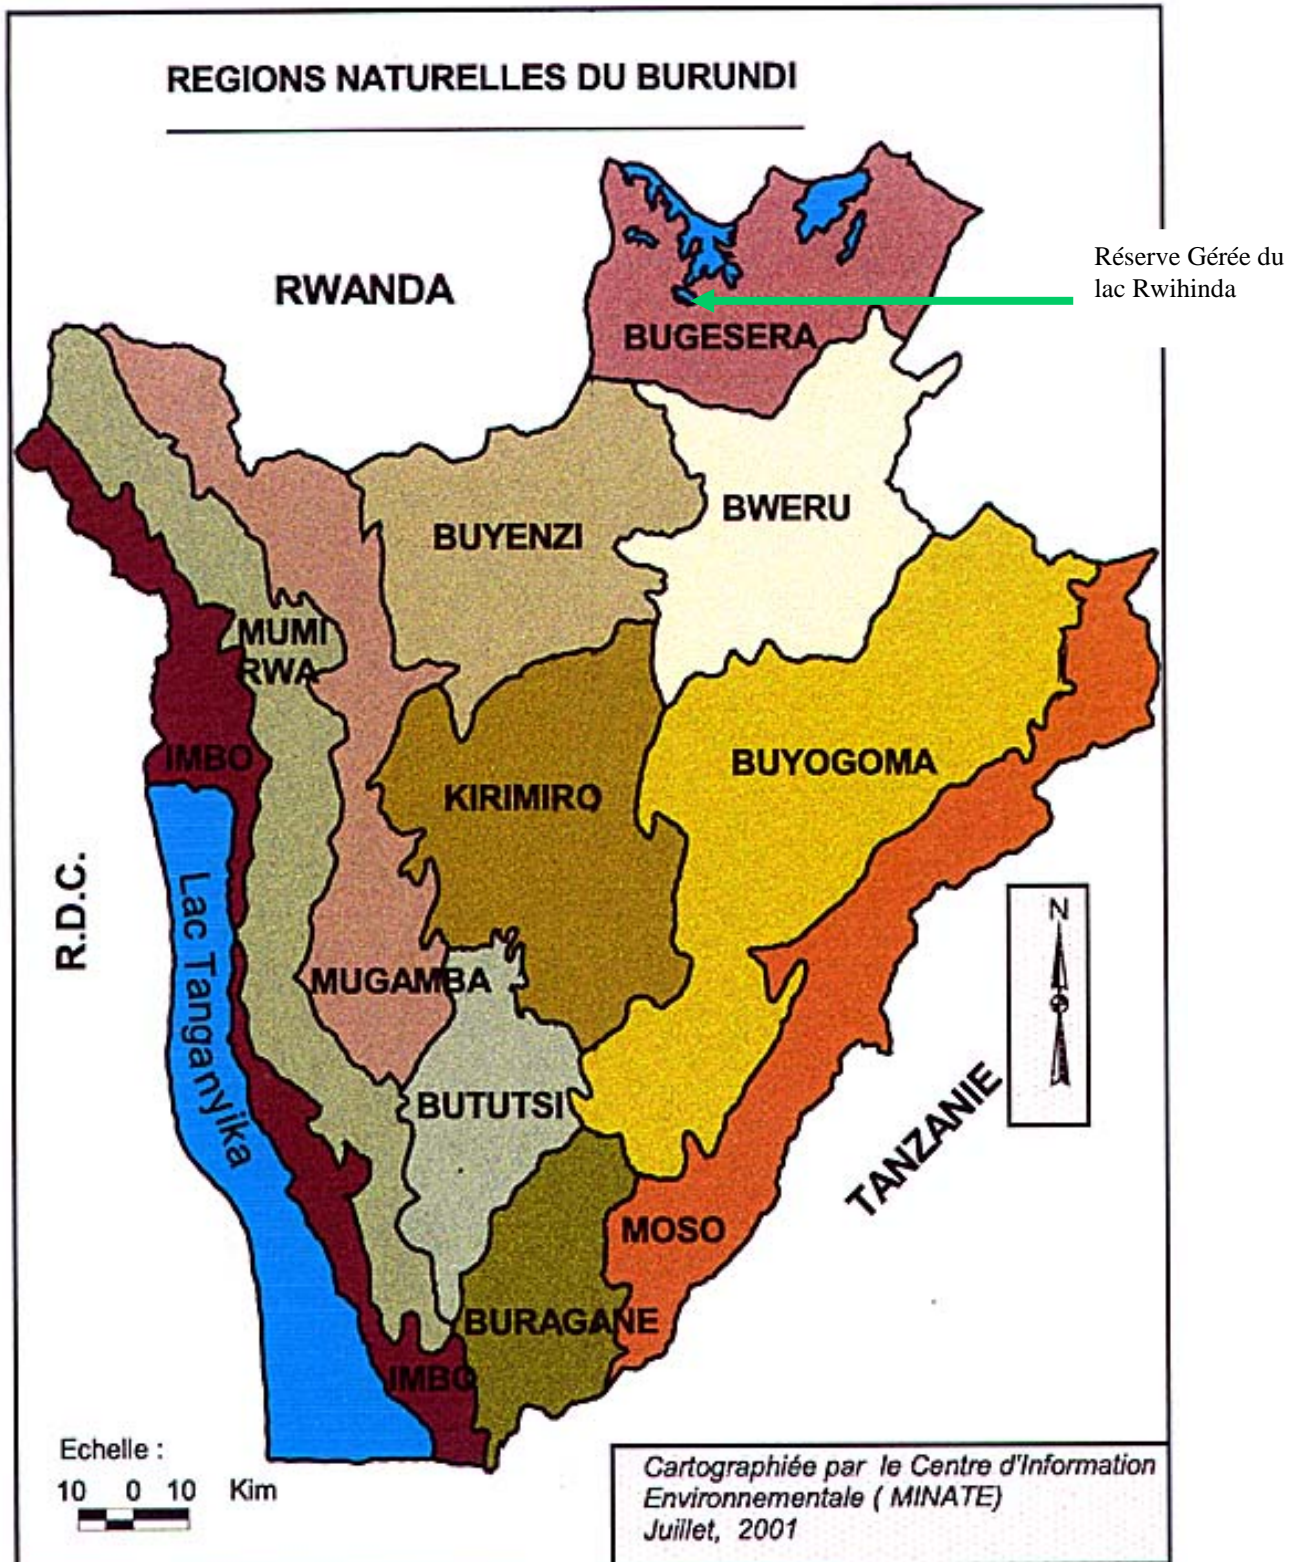 REGIONS NATURELLES DU BURUNDI
Réserve Gérée du
lac Rwihinda
RWANDA
BUGESERA
BWERU
BUYENZI
MUMI
RWA
IMBO
BUYOGOMA
KIRIMIRO
R.D.C.
Lac Tanganyika
N
MUGAMBA
BUTUTSI
TANZANIE
MOSO
BURAGANE
IMBO
Echelle :
10 0 10 Kim
Cartographiée par le Centre d'Information
Environnementale ( MINATE)
Juillet, 2001